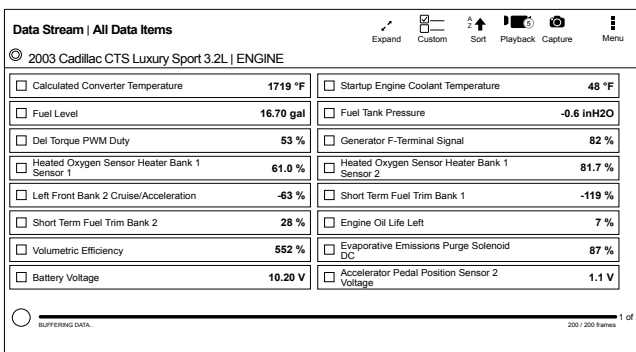 Data Stream | All Data Items
Expand
Custom
A
Z
Sort
5
Playback
Capture
Menu
2003 Cadillac CTS Luxury Sport 3.2L | ENGINE
Calculated Converter Temperature 1719 °F
Startup Engine Coolant Temperature 48 °F
Fuel Level 16.70 gal
Fuel Tank Pressure -0.6 inH2O
Del Torque PWM Duty 53 %
Generator F-Terminal Signal 82 %
Heated Oxygen Sensor Heater Bank 1
Sensor 1 61.0 %
Heated Oxygen Sensor Heater Bank 1
Sensor 2 81.7 %
Left Front Bank 2 Cruise/Acceleration -63 %
Short Term Fuel Trim Bank 1 -119 %
Short Term Fuel Trim Bank 2 28 %
Engine Oil Life Left 7 %
Volumetric Efficiency 552 %
Evaporative Emissions Purge Solenoid
DC 87 %
Battery Voltage 10.20 V
Accelerator Pedal Position Sensor 2
Voltage 1.1 V
BUFFERING DATA..
200 / 200 frames
1 of